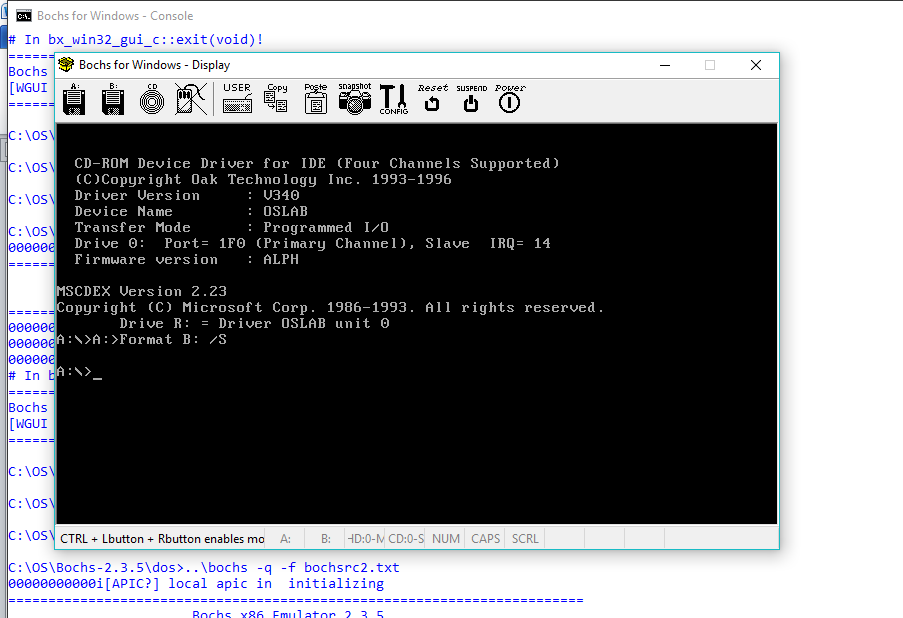 Bochs for Windows - Console
# In bx_win32_gui_c::exit(void)!
======
Bochs
[WGUI
======
Bochs for Windows - Display
A:
B:
CD
USER
Copy
Paste
snapshot
CONFIG
Reset
SUSPEND
Power
C:\OS\
C:\OS\
C:\OS\
C:\OS\
000000
======
======
000000
000000
000000
# In b
======
Bochs
[WGUI
======
C:\OS\
C:\OS\
C:\OS\
CD-ROM Device Driver for IDE (Four Channels Supported)
(C)Copyright Oak Technology Inc. 1993-1996
Driver Version : V340
Device Name : OSLAB
Transfer Mode : Programmed I/O
Drive 0: Port= 1F0 (Primary Channel), Slave IRQ= 14
Firmware version : ALPH
MSCDEX Version 2.23
Copyright (C) Microsoft Corp. 1986-1993. All rights reserved.
Drive R: = Driver OSLAB unit 0
A:\>A:>Format B: /S
A:\>_
CTRL + Lbutton + Rbutton enables mo
A:
B:
HD:0-M
CD:0-S
NUM
CAPS
SCRL
C:\OS\Bochs-2.3.5\dos>..\bochs -q -f bochsrc2.txt
00000000000i[APIC?] local apic in initializing
========================================================================
Bochs x86 Emulator 2.3.5